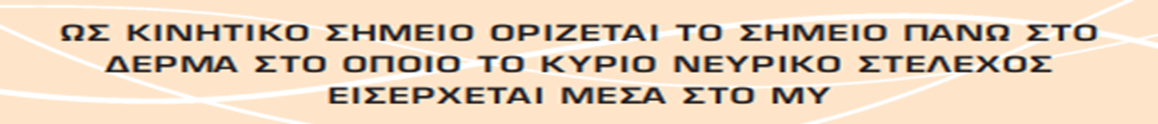 ΩΣ ΚΙΝΗΤΙΚΟ ΣΗΜΕΙΟ ΟΡΙΖΕΤΑΙ ΤΟ ΣΗΜΕΙΟ ΠΑΝΩ ΣΤΟ
ΔΕΡΜΑ ΣΤΟ ΟΠΟΙΟ ΤΟ ΚΥΡΙΟ ΝΕΥΡΙΚΟ ΣΤΕΛΕΧΟΣ
ΕΙΣΕΡΧΕΤΑΙ ΜΕΣΑ ΣΤΟ ΜΥ